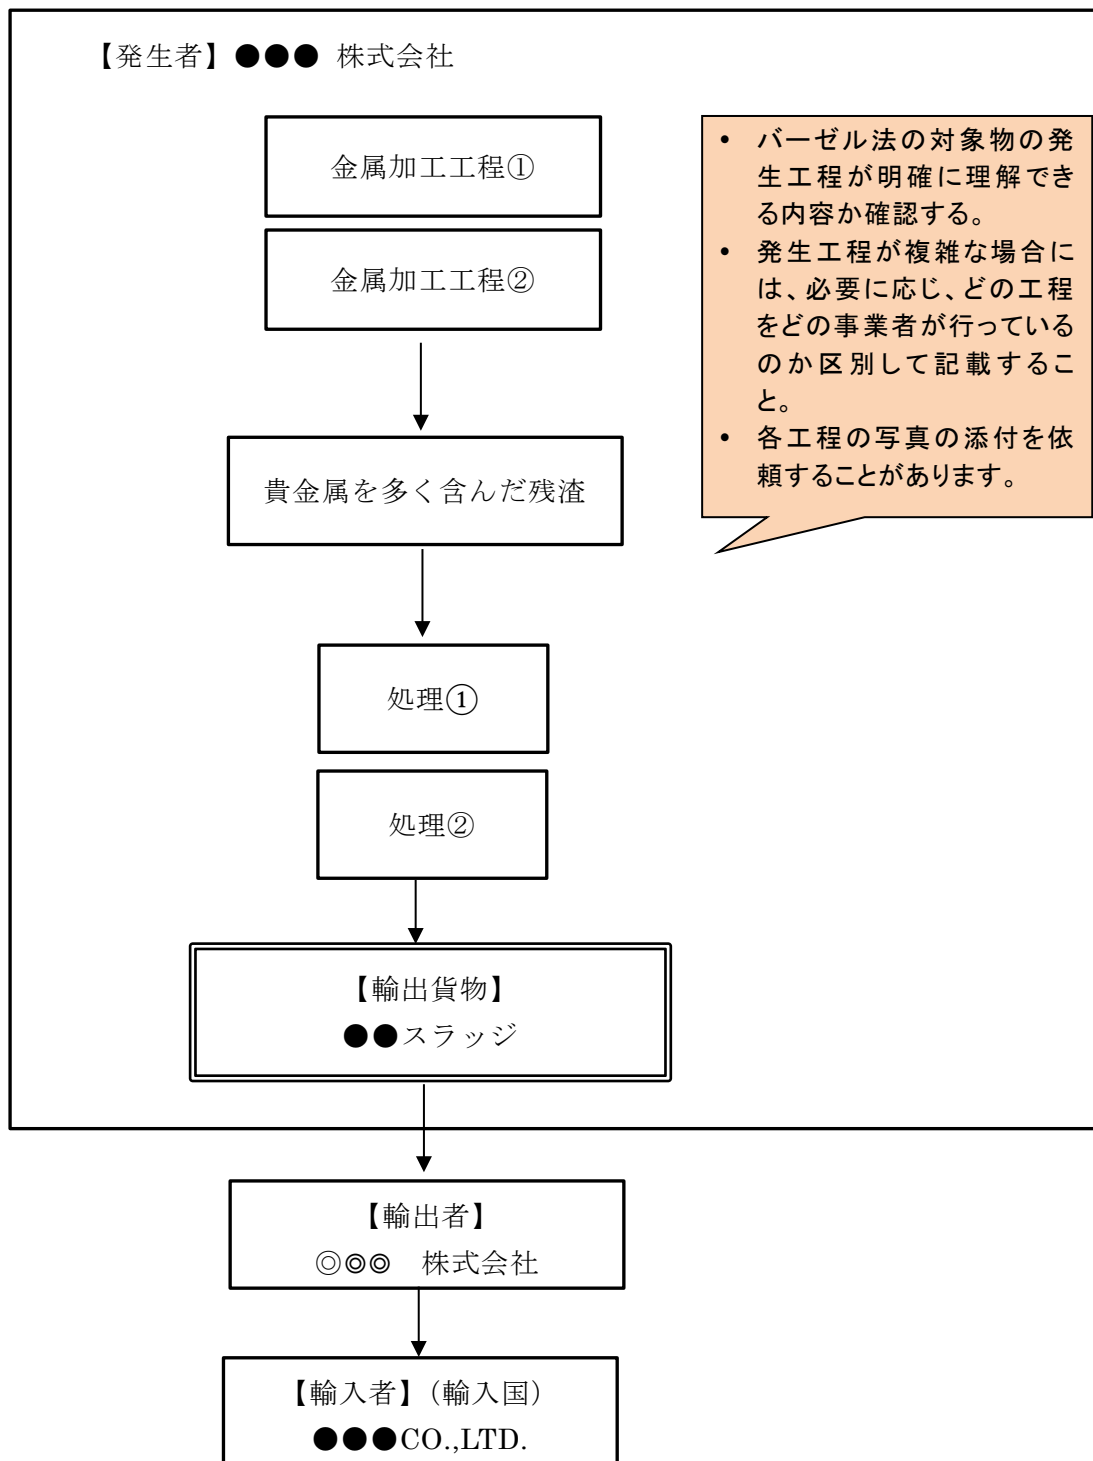 【発生者】●●● 株式会社
金属加工工程①
金属加工工程②
• バーゼル法の対象物の発
生工程が明確に理解でき
る内容か確認する。
• 発生工程が複雑な場合に
は、必要に応じ、どの工程
をどの事業者が行っている
のか区別して記載するこ
と。
• 各工程の写真の添付を依
頼することがあります。
貴金属を多く含んだ残渣
処理①
処理②
【輸出貨物】
●●スラッジ
【輸出者】
◎◎◎ 株式会社
【輸入者】(輸入国)
●●●CO.,LTD.